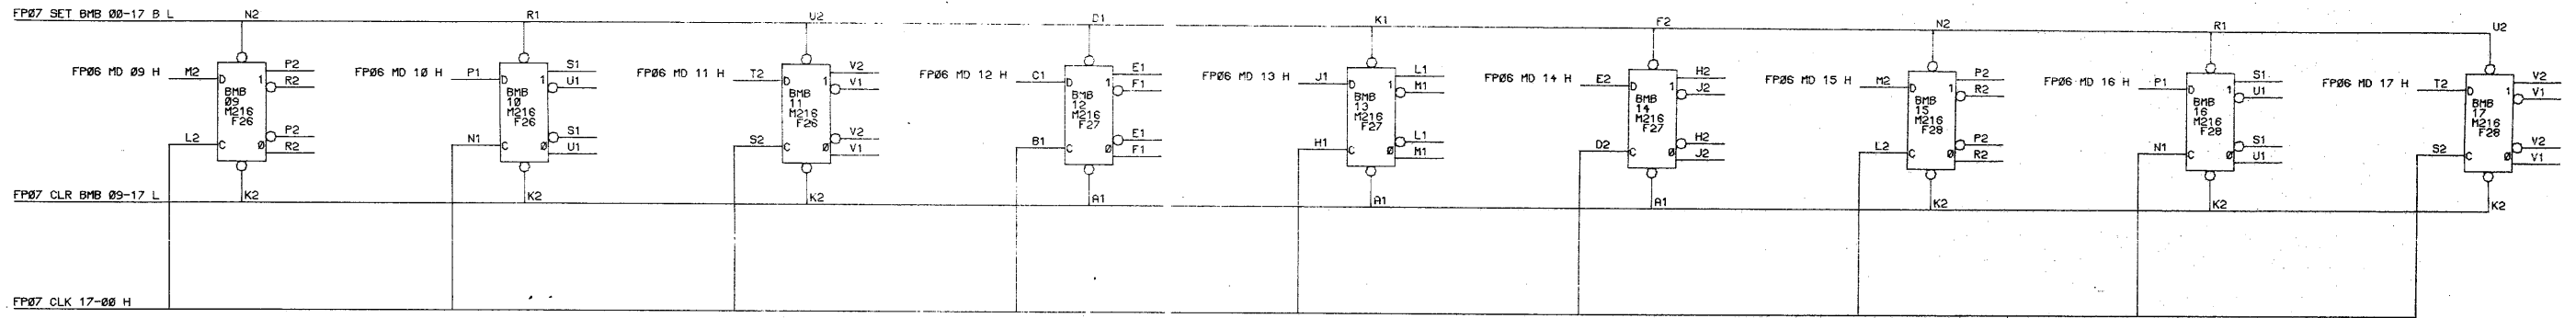 FP07 SET BMB 00-17 B L
N2 R1 U2 D1 K1 F2 N2 R1 U2
FP06 MD 09 H M2 D 1 P2 R2
BMB 09 M216 F26
L2 C 0 P2 R2
K2
FP06 MD 10 H P1 D 1 S1 U1
BMB 10 M216 F26
N1 C 0 S1 U1
K2
FP06 MD 11 H T2 D 1 V2 V1
BMB 11 M216 F26
S2 C 0 V2 V1
K2
FP06 MD 12 H C1 D 1 E1 F1
BMB 12 M216 F27
B1 C 0 E1 F1
A1
FP06 MD 13 H J1 D 1 L1 M1
BMB 13 M216 F27
H1 C 0 L1 M1
A1
FP06 MD 14 H E2 D 1 H2 J2
BMB 14 M216 F27
D2 C 0 H2 J2
A1
FP06 MD 15 H M2 D 1 P2 R2
BMB 15 M216 F28
L2 C 0 P2 R2
K2
FP06 MD 16 H P1 D 1 S1 U1
BMB 16 M216 F28
N1 C 0 S1 U1
K2
FP06 MD 17 H T2 D 1 V2 V1
BMB 17 M216 F28
S2 C 0 V2 V1
K2
FP07 CLR BMB 09-17 L
FP07 CLK 17-00 H